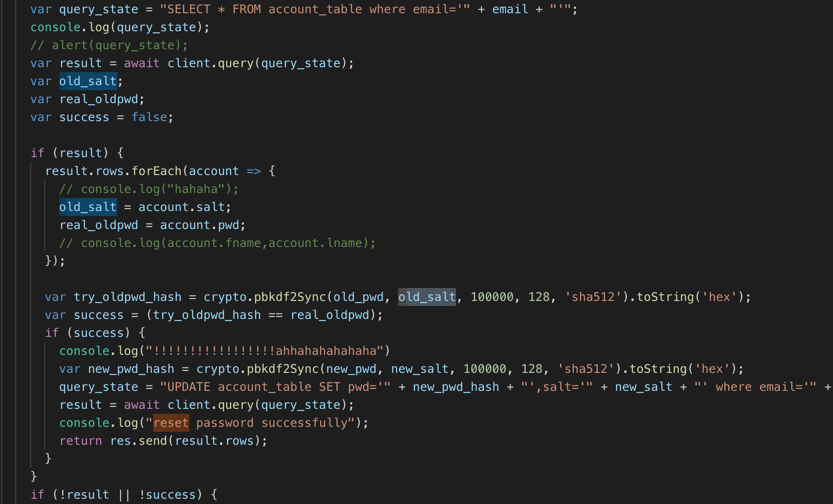 var query_state = "SELECT * FROM account_table where email='" + email + "'";
console.log(query_state);
// alert(query_state);
var result = await client.query(query_state);
var old_salt;
var real_oldpwd;
var success = false;
if (result) {
result.rows.forEach(account => {
// console.log("hahaha");
old_salt = account.salt;
real_oldpwd = account.pwd;
// console.log(account.fname,account.lname);
});
var try_oldpwd_hash = crypto.pbkdf2Sync(old_pwd, old_salt, 100000, 128, 'sha512').toString('hex');
var success = (try_oldpwd_hash == real_oldpwd);
if (success) {
console.log("!!!!!!!!!!!!!!!!!ahhahahahahaha")
var new_pwd_hash = crypto.pbkdf2Sync(new_pwd, new_salt, 100000, 128, 'sha512').toString('hex');
query_state = "UPDATE account_table SET pwd='" + new_pwd_hash + "',salt='" + new_salt + "' where email='" +
result = await client.query(query_state);
console.log("reset password successfully");
return res.send(result.rows);
}
}
if (!result || !success) {